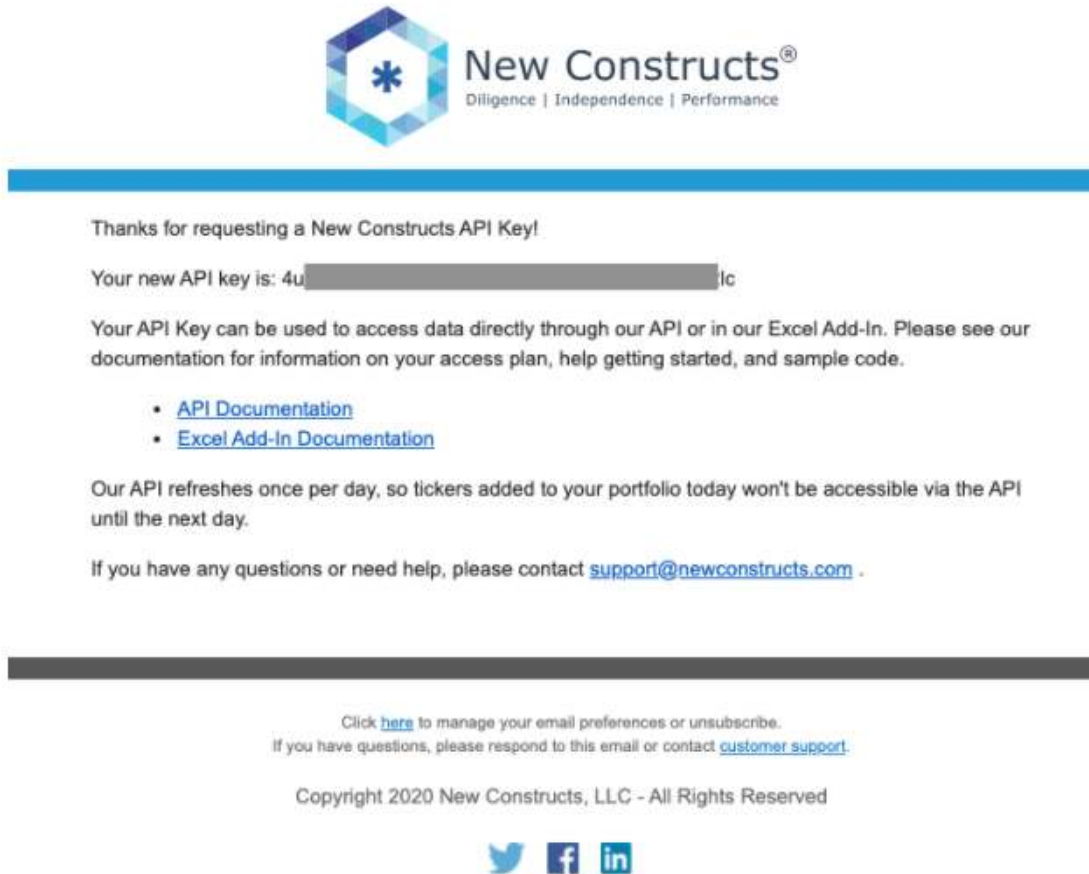 New Constructs®
Diligence | Independence | Performance
Thanks for requesting a New Constructs API Key!
Your new API key is: 4u lc
Your API Key can be used to access data directly through our API or in our Excel Add-In. Please see our
documentation for information on your access plan, help getting started, and sample code.
• API Documentation
• Excel Add-In Documentation
Our API refreshes once per day, so tickers added to your portfolio today won't be accessible via the API
until the next day.
If you have any questions or need help, please contact support@newconstructs.com .
Click here to manage your email preferences or unsubscribe.
If you have questions, please respond to this email or contact customer support.
Copyright 2020 New Constructs, LLC - All Rights Reserved